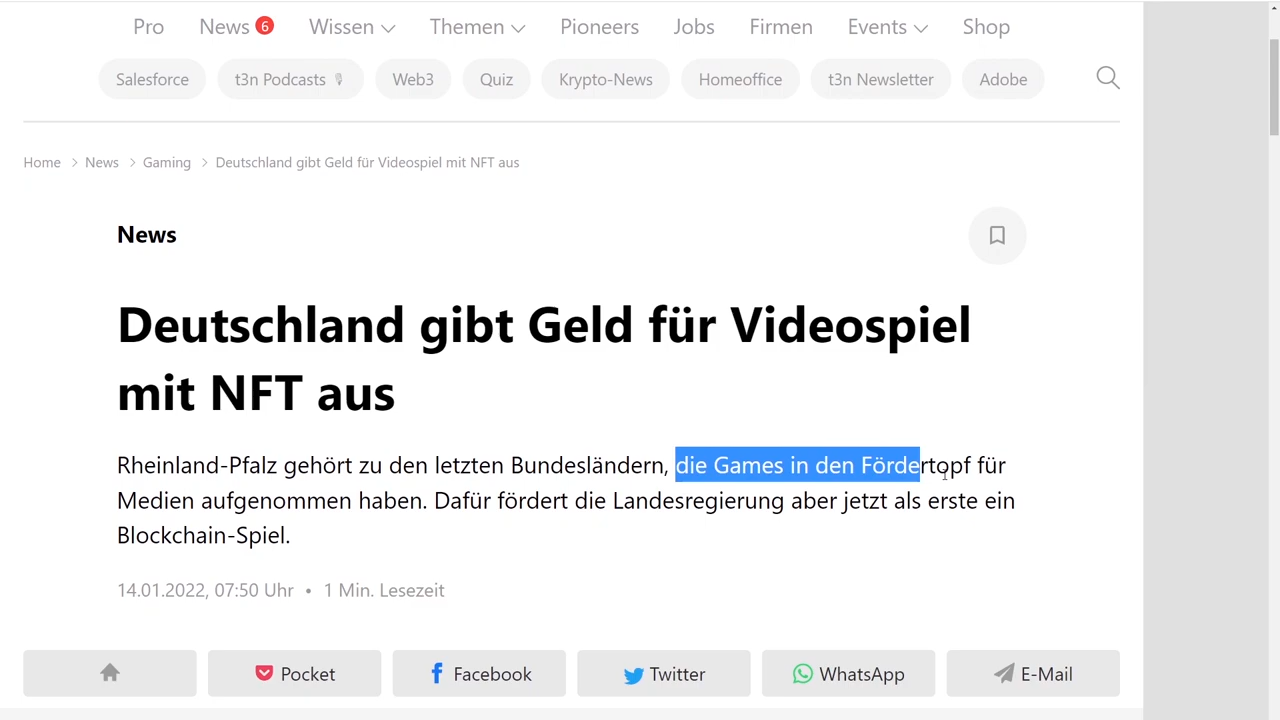 Pro News 6 Wissen Themen Pioneers Jobs Firmen Events Shop
Salesforce t3n Podcasts Web3 Quiz Krypto-News Homeoffice t3n Newsletter Adobe
Home > News > Gaming > Deutschland gibt Geld für Videospiel mit NFT aus
News
Deutschland gibt Geld für Videospiel
mit NFT aus
Rheinland-Pfalz gehört zu den letzten Bundesländern, die Games in den Fördertopf für
Medien aufgenommen haben. Dafür fördert die Landesregierung aber jetzt als erste ein
Blockchain-Spiel.
14.01.2022, 07:50 Uhr • 1 Min. Lesezeit
Pocket Facebook Twitter WhatsApp E-Mail